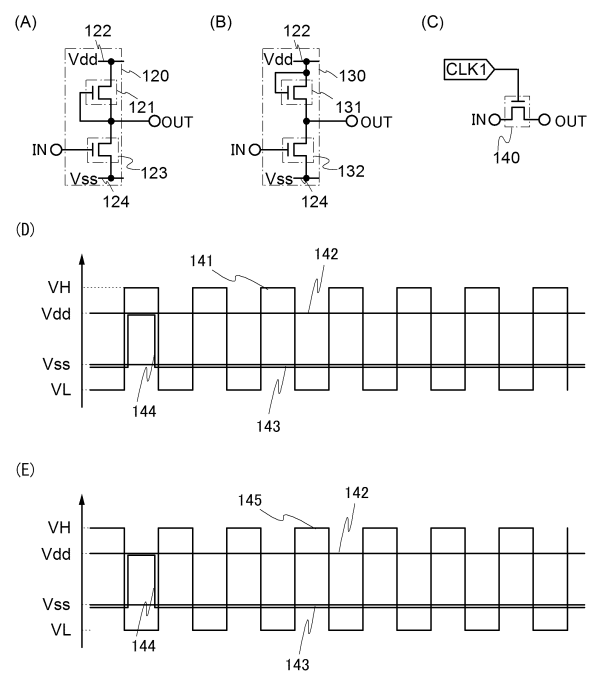 (A)
122
Vdd
120
121
OUT
IN
123
Vss
124
(B)
122
Vdd
130
131
OUT
IN
132
Vss
124
(C)
CLK1
IN
OUT
140
(D)
141
142
VH
Vdd
Vss
VL
144
143
(E)
145
142
VH
Vdd
Vss
VL
144
143